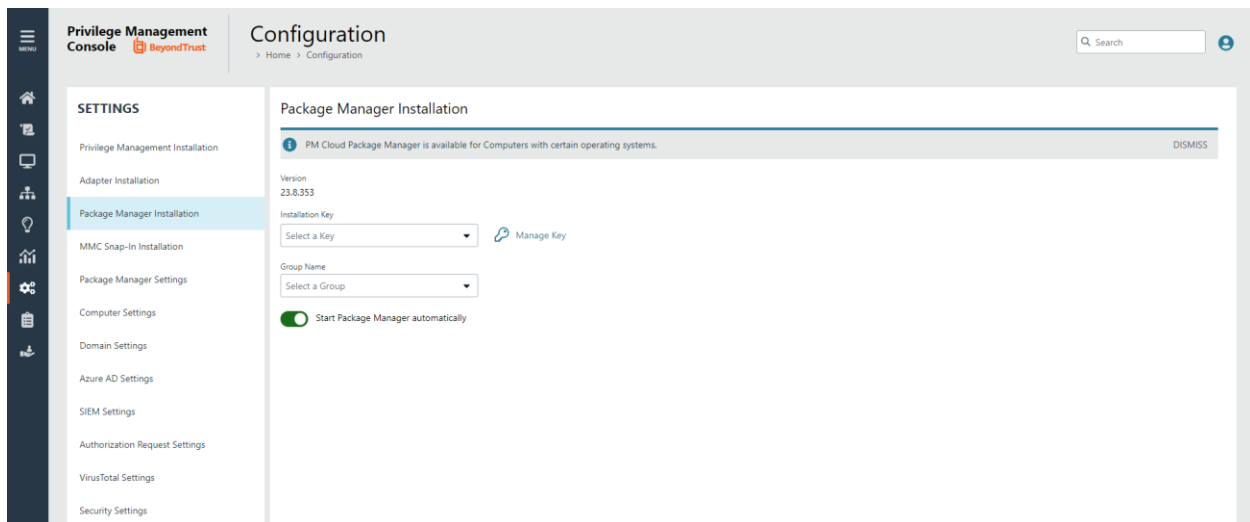 MENU
Privilege Management
Console BeyondTrust
Configuration
> Home > Configuration
Search
SETTINGS
Privilege Management Installation
Adapter Installation
Package Manager Installation
MMC Snap-In Installation
Package Manager Settings
Computer Settings
Domain Settings
Azure AD Settings
SIEM Settings
Authorization Request Settings
VirusTotal Settings
Security Settings
Package Manager Installation
PM Cloud Package Manager is available for Computers with certain operating systems. DISMISS
Version
23.8.353
Installation Key
Select a Key Manage Key
Group Name
Select a Group
Start Package Manager automatically